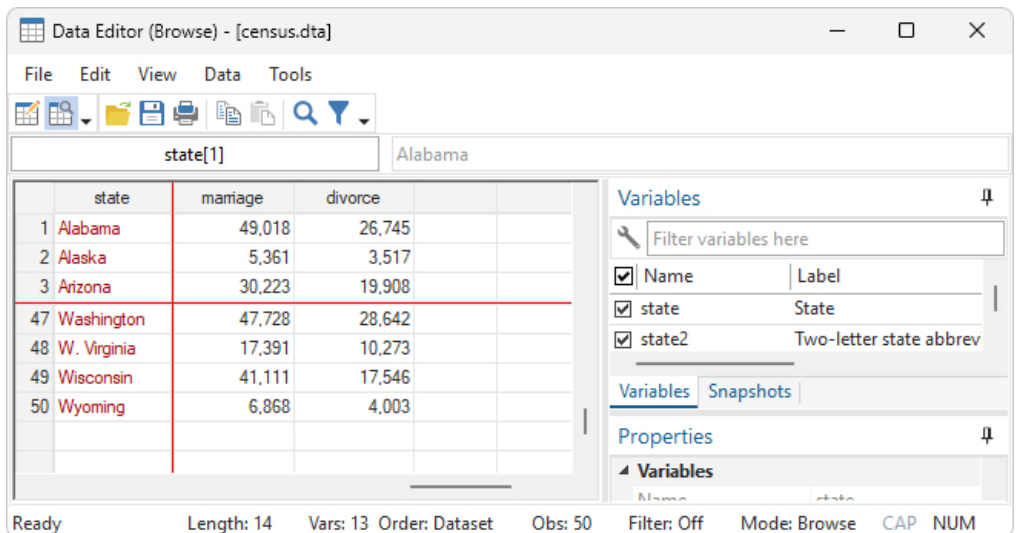 Data Editor (Browse) - [census.dta]
File Edit View Data Tools
state[1] Alabama
state marriage divorce
1 Alabama 49,018 26,745
2 Alaska 5,361 3,517
3 Arizona 30,223 19,908
47 Washington 47,728 28,642
48 W. Virginia 17,391 10,273
49 Wisconsin 41,111 17,546
50 Wyoming 6,868 4,003
Variables
Filter variables here
Name Label
state State
state2 Two-letter state abbrev
Variables Snapshots
Properties
Variables
Name state
Ready Length: 14 Vars: 13 Order: Dataset Obs: 50 Filter: Off Mode: Browse CAP NUM